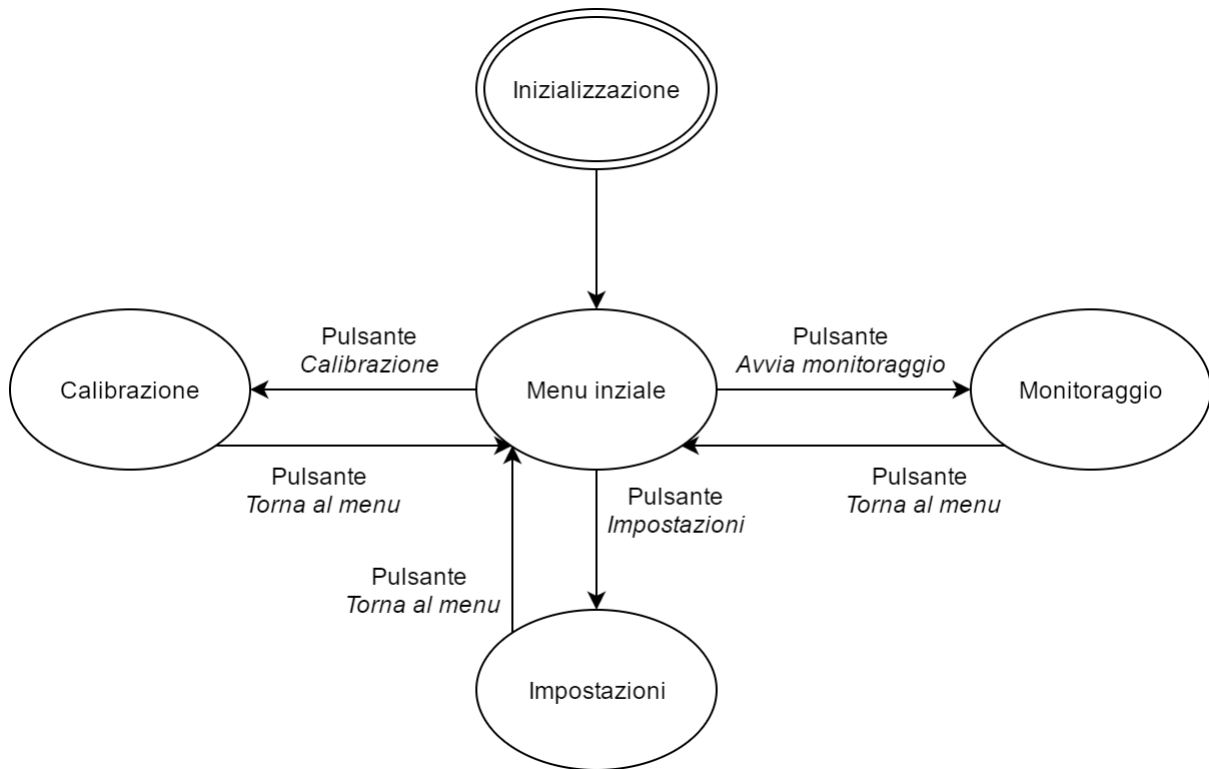 Inizializzazione
Pulsante
Calibrazione
Pulsante
Avvia monitoraggio
Calibrazione
Menu inziale
Monitoraggio
Pulsante
Torna al menu
Pulsante
Impostazioni
Pulsante
Torna al menu
Pulsante
Torna al menu
Impostazioni